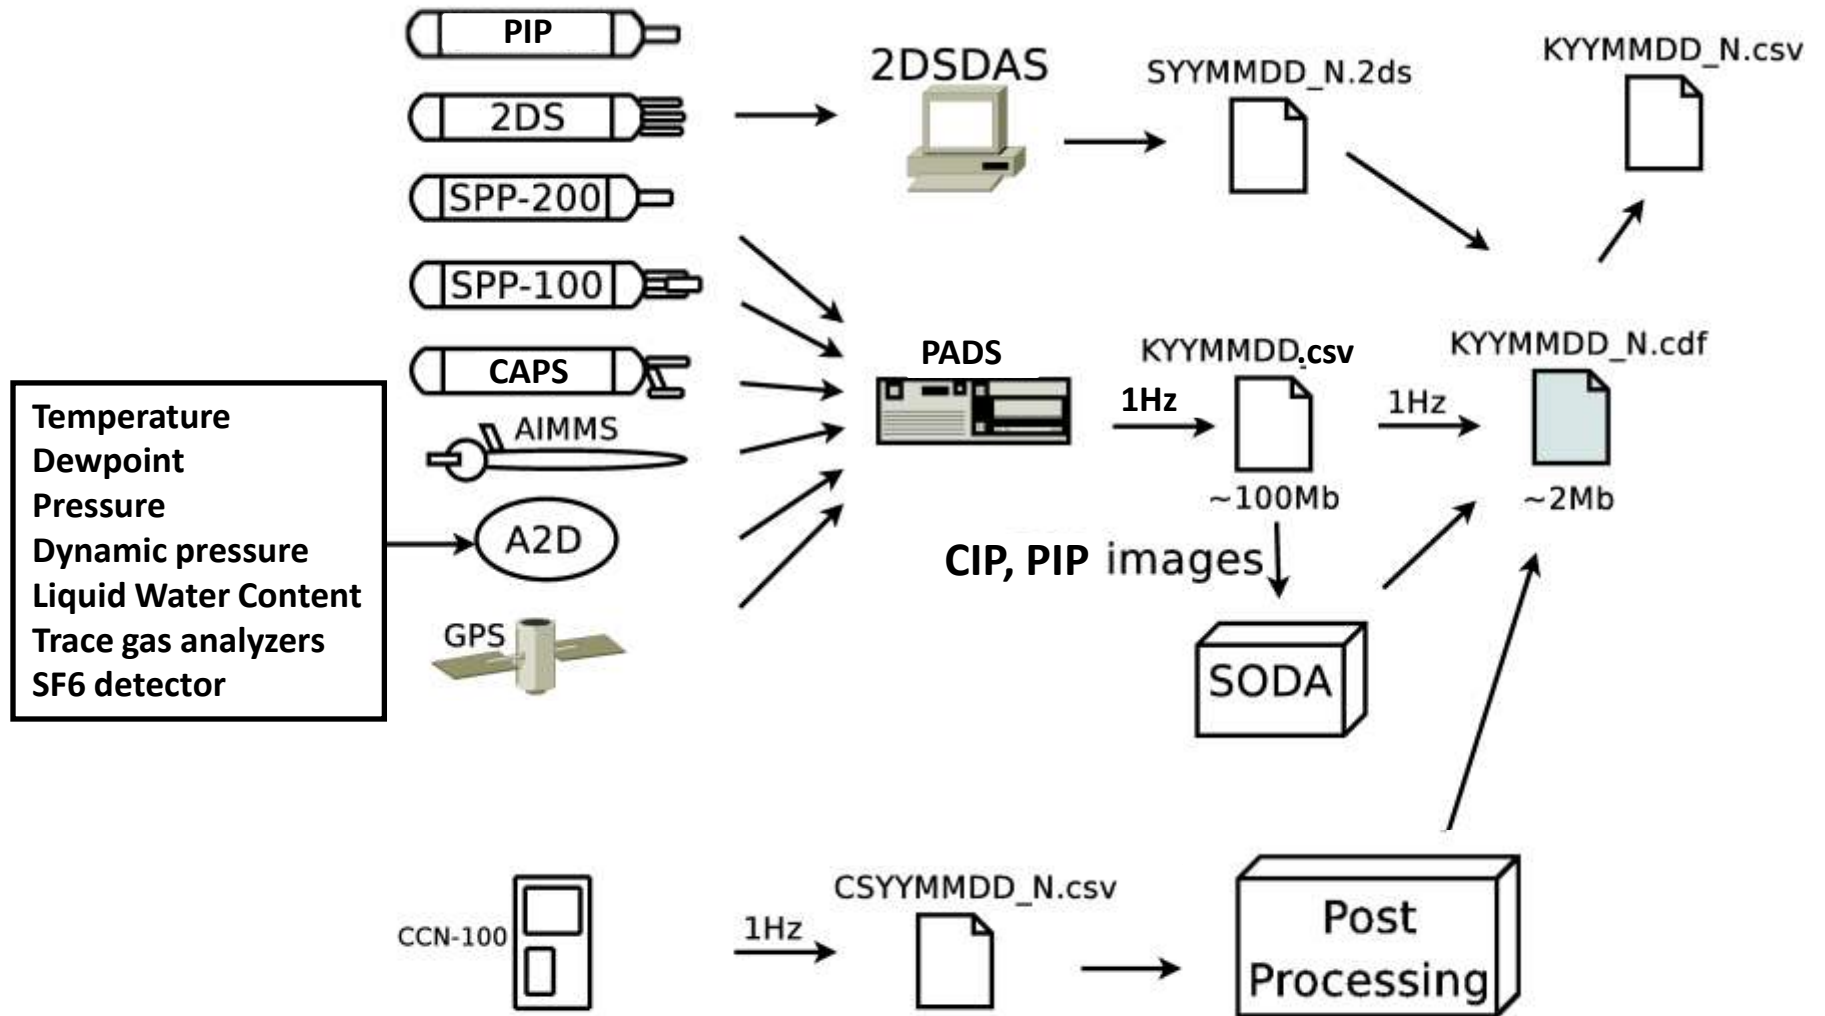 PIP
2DS
SPP-200
SPP-100
CAPS
AIMMS
A2D
GPS
Temperature
Dewpoint
Pressure
Dynamic pressure
Liquid Water Content
Trace gas analyzers
SF6 detector
2DSDAS
SYYMMDD_N.2ds
KYYMMDD_N.csv
PADS
1Hz
KYYMMDD.csv
~100Mb
1Hz
KYYMMDD_N.cdf
~2Mb
CIP, PIP images
SODA
CCN-100
1Hz
CSYYMMDD_N.csv
Post
Processing